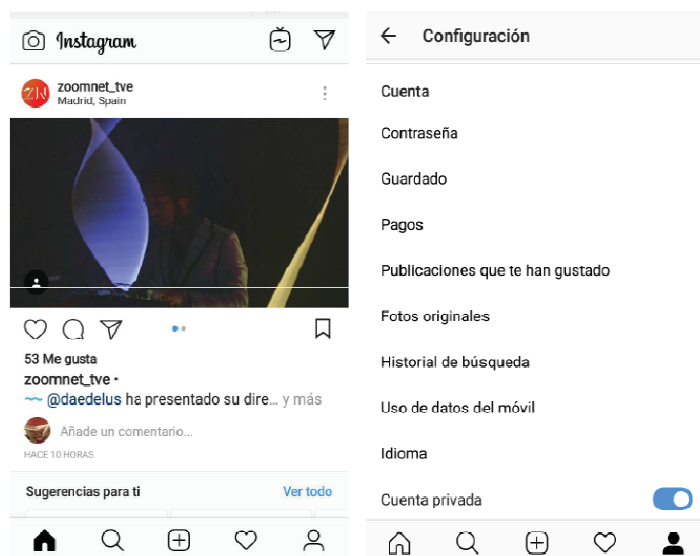 Instagram
ZN
zoomnet_tve
Madrid, Spain
53 Me gusta
zoomnet_tve •
@daedelus ha presentado su dire... y más
Añade un comentario...
HACE 10 HORAS
Sugerencias para ti Ver todo
Configuración
Cuenta
Contraseña
Guardado
Pagos
Publicaciones que te han gustado
Fotos originales
Historial de búsqueda
Uso de datos del móvil
Idioma
Cuenta privada